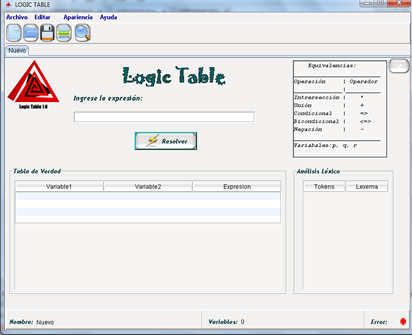 LOGIC TABLE
Archivo Editar Apariencia Ayuda
Nuevo
Logic Table
Logic Table 1.0
Ingrese la expresión:
Resolver
Equivalencias:
Operación | Operador
Intersección | *
Unión | +
Condicional | =>
Bicondicional | <=>
Negación | -
Variables:p, q, r
Tabla de Verdad
Variable1 Variable2 Expresion
Análisis Léxico
Tokens Lexema
Nombre: Nuevo
Variables: 0
Error: